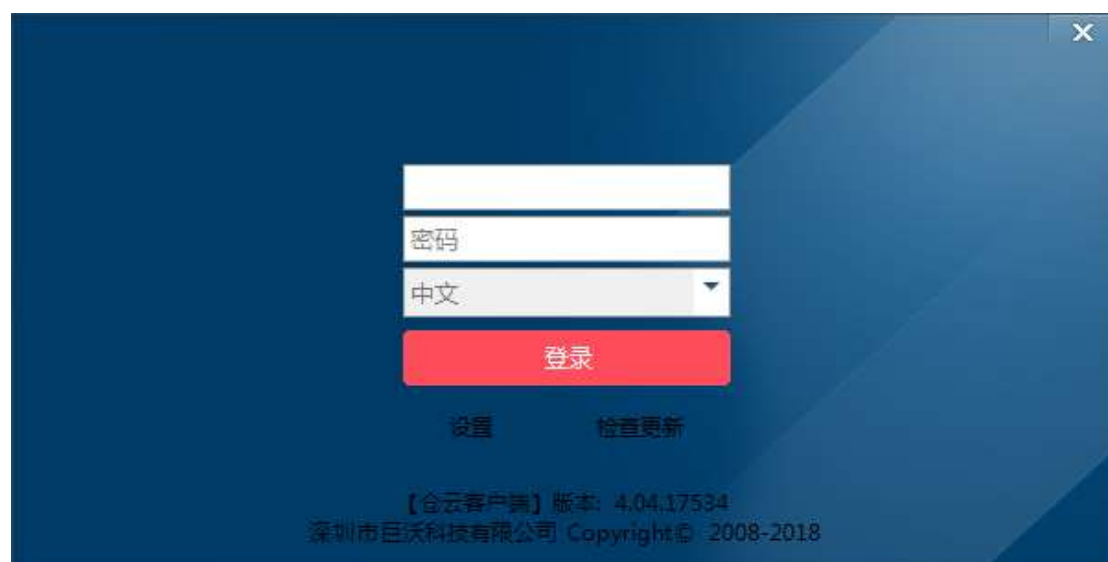 密码
中文
登录
设置 检查更新
【仓云客户端】版本: 4.04.17534
深圳市巨沃科技有限公司 Copyright© 2008-2018